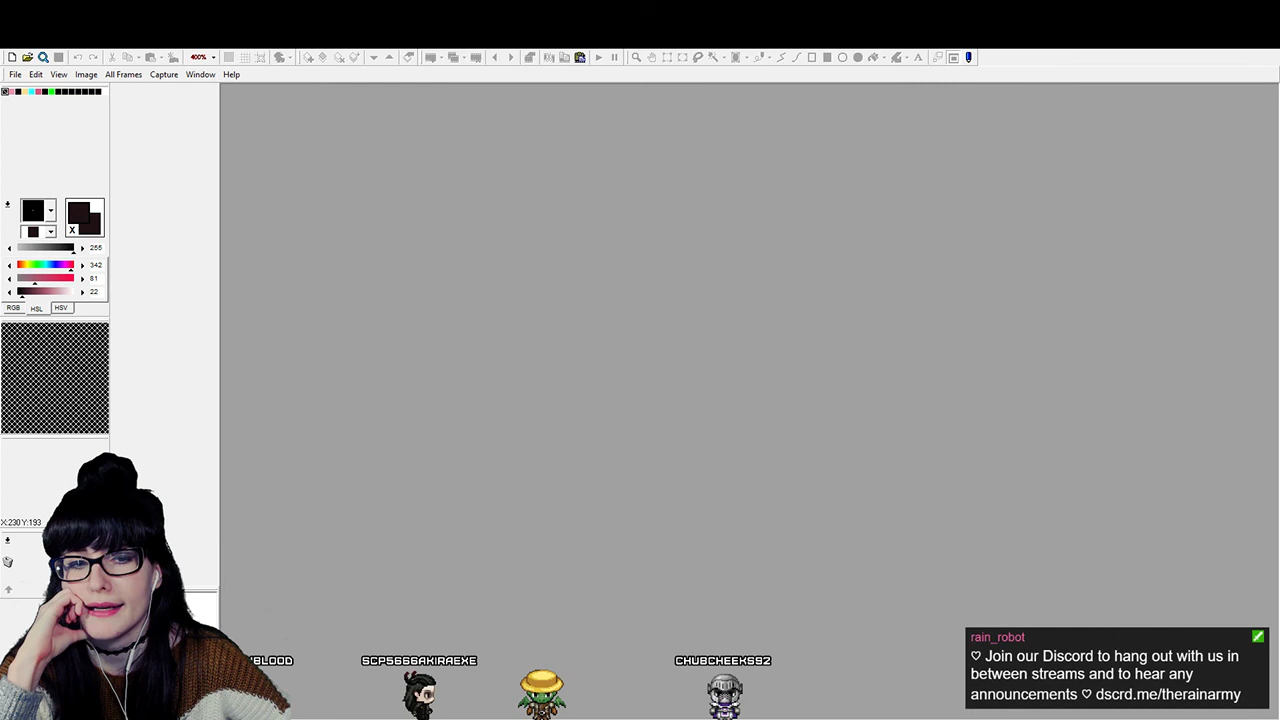 400%
File Edit View Image All Frames Capture Window Help
X
255
342
81
22
RGB HSL HSV
X:230 Y:193
BLOOD SCP5666AKIRAEXE CHUBCHEEKS92
rain_robot
♡ Join our Discord to hang out with us in
between streams and to hear any
announcements ♡ dscrd.me/therainarmy